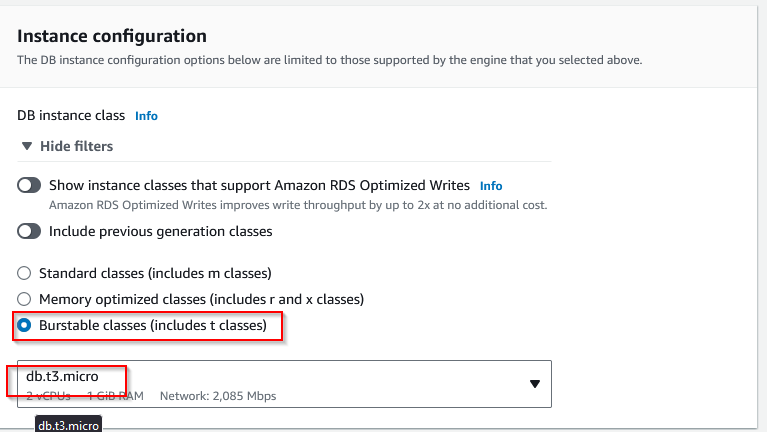 Instance configuration
The DB instance configuration options below are limited to those supported by the engine that you selected above.
DB instance class Info
Hide filters
Show instance classes that support Amazon RDS Optimized Writes Info
Amazon RDS Optimized Writes improves write throughput by up to 2x at no additional cost.
Include previous generation classes
Standard classes (includes m classes)
Memory optimized classes (includes r and x classes)
Burstable classes (includes t classes)
db.t3.micro
2 vCPUs 1 GiB RAM Network: 2,085 Mbps
db.t3.micro